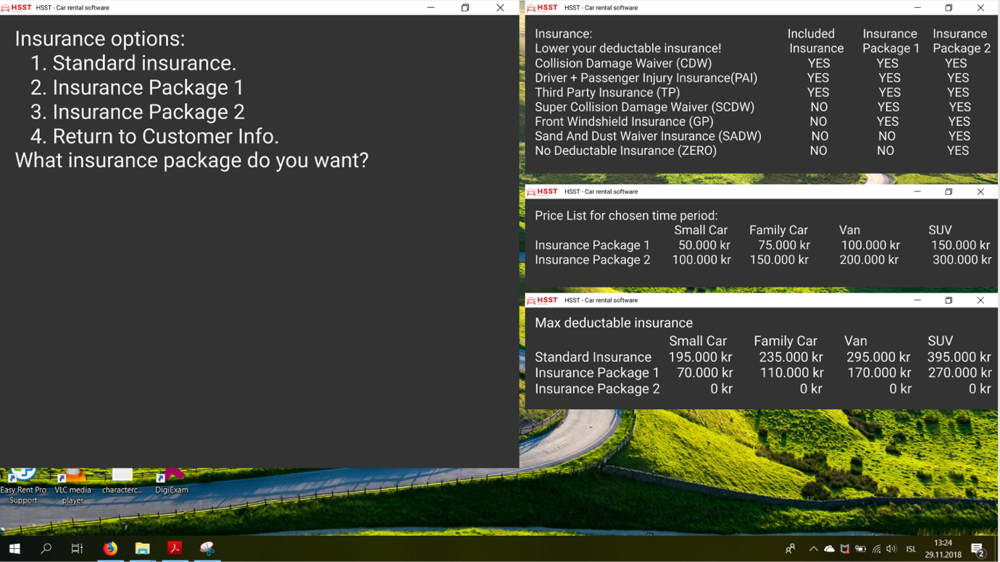 HSST HSST - Car rental software
Insurance options:
1. Standard insurance.
2. Insurance Package 1
3. Insurance Package 2
4. Return to Customer Info.
What insurance package do you want?
HSST HSST - Car rental software
Insurance: Included Insurance Insurance
Lower your deductable insurance! Insurance Package 1 Package 2
Collision Damage Waiver (CDW) YES YES YES
Driver + Passenger Injury Insurance(PAI) YES YES YES
Third Party Insurance (TP) YES YES YES
Super Collision Damage Waiver (SCDW) NO YES YES
Front Windshield Insurance (GP) NO YES YES
Sand And Dust Waiver Insurance (SADW) NO NO YES
No Deductable Insurance (ZERO) NO NO YES
HSST HSST - Car rental software
Price List for chosen time period:
Small Car Family Car Van SUV
Insurance Package 1 50.000 kr 75.000 kr 100.000 kr 150.000 kr
Insurance Package 2 100.000 kr 150.000 kr 200.000 kr 300.000 kr
HSST HSST - Car rental software
Max deductable insurance
Small Car Family Car Van SUV
Standard Insurance 195.000 kr 235.000 kr 295.000 kr 395.000 kr
Insurance Package 1 70.000 kr 110.000 kr 170.000 kr 270.000 kr
Insurance Package 2 0 kr 0 kr 0 kr 0 kr
Easy Rent Pro VLC media characterc... DigiExam
Support player
ISL 13:24
29.11.2018 2